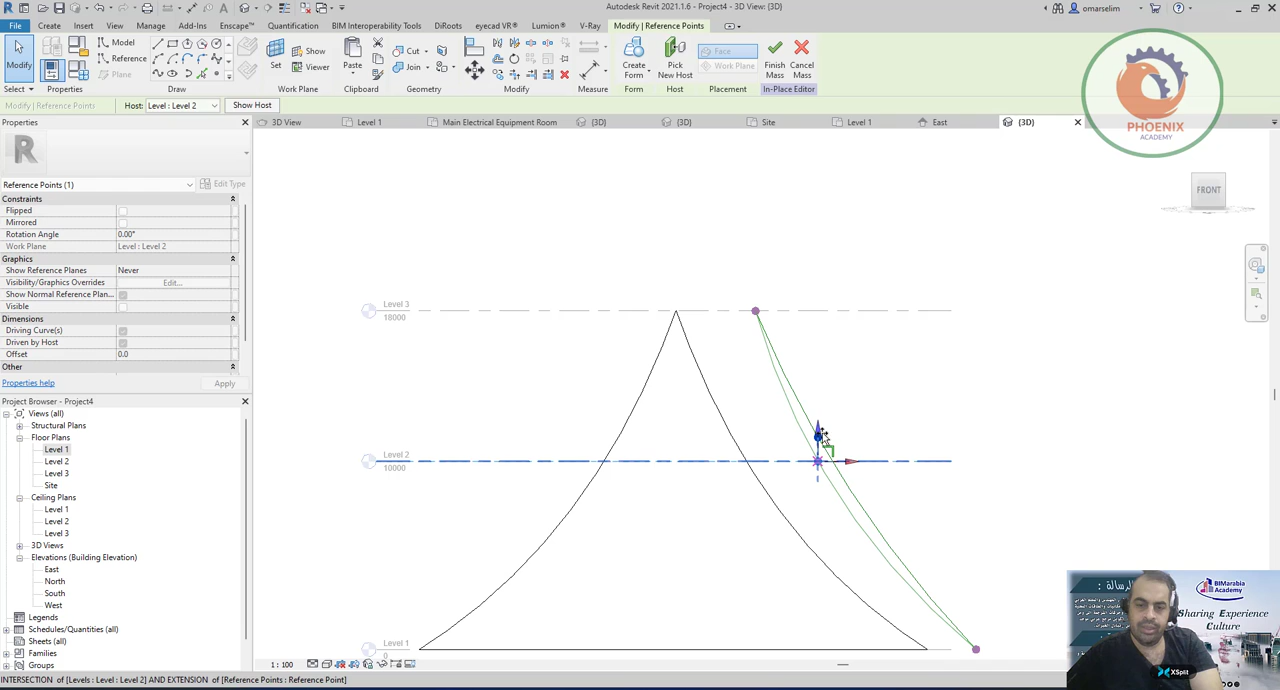 Autodesk Revit 2021.1.6 - Project4 - 3D View: {3D}
omarselim
File
Create
Insert
View
Manage
Add-Ins
Enscape™
Quantification
BIM Interoperability Tools
DiRoots
eyecad VR®
Lumion®
V-Ray
Modify | Reference Points
Modify
Model
Reference
Plane
Set
Show
Viewer
Paste
Cut
Join
Create Form
Pick New Host
Face
Work Plane
Finish Mass
Cancel Mass
Select
Properties
Draw
Work Plane
Clipboard
Geometry
Modify
Measure
Form
Host
Placement
In-Place Editor
Modify | Reference Points
Host: Level : Level 2
Show Host
Properties
3D View
Level 1
Main Electrical Equipment Room
{3D}
{3D}
Site
Level 1
East
{3D}
PHOENIX
ACADEMY
FRONT
R
Reference Points (1)
Edit Type
Constraints
Flipped
Mirrored
Rotation Angle 0.00°
Work Plane Level : Level 2
Graphics
Show Reference Planes Never
Visibility/Graphics Overrides Edit...
Show Normal Reference Plan...
Visible
Dimensions
Driving Curve(s)
Driven by Host
Offset 0.0
Other
Properties help
Apply
Project Browser - Project4
Views (all)
Structural Plans
Floor Plans
Level 1
Level 2
Level 3
Site
Ceiling Plans
Level 1
Level 2
Level 3
3D Views
Elevations (Building Elevation)
East
North
South
West
Legends
Schedules/Quantities (all)
Sheets (all)
Families
Groups
Level 3
18000
Level 2
10000
Level 1
0
1 : 100
INTERSECTION of [Levels : Level : Level 2] AND EXTENSION of [Reference Points : Reference Point]
الرسالة :
BIMarabia
Academy
Sharing Experience
Culture
XSplit